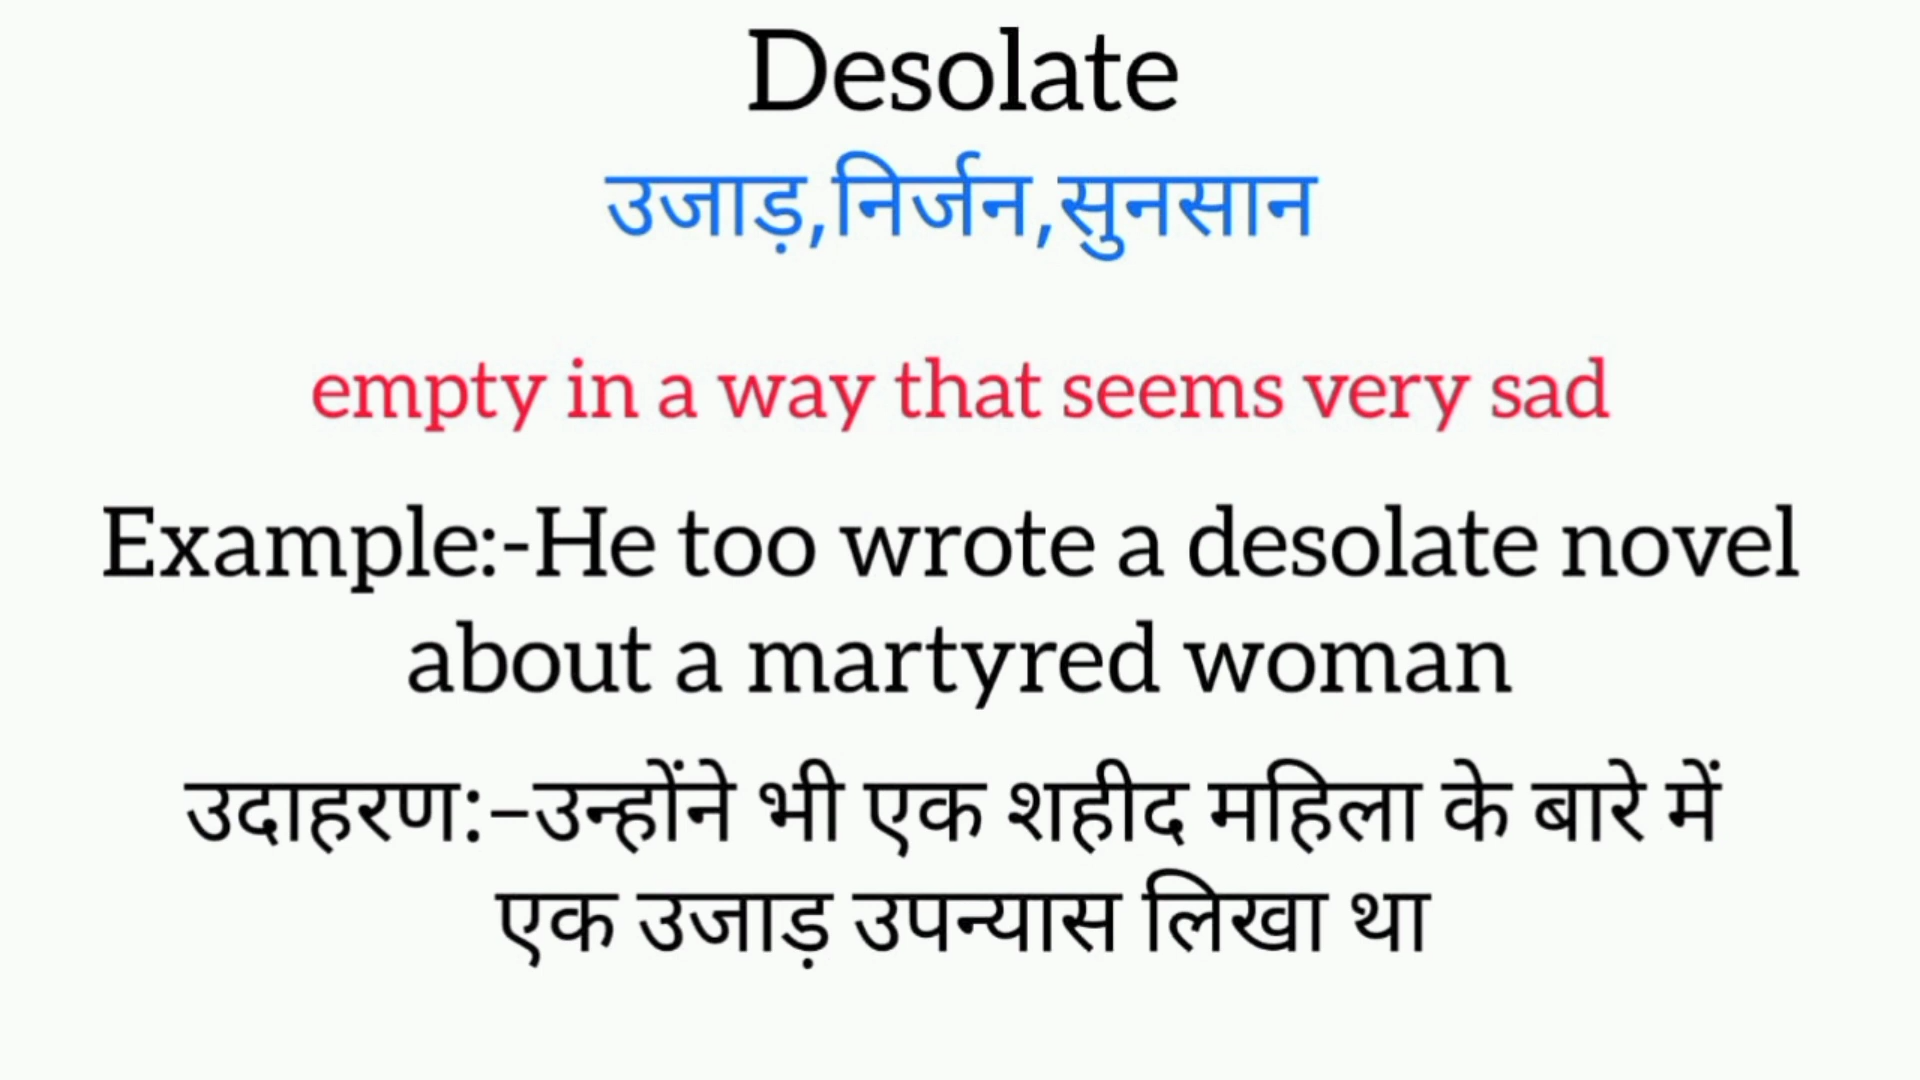 Desolate
उजाड़,निर्जन,सुनसान
empty in a way that seems very sad
Example:-He too wrote a desolate novel
about a martyred woman
उदाहरण:–उन्होंने भी एक शहीद महिला के बारे में
एक उजाड़ उपन्यास लिखा था